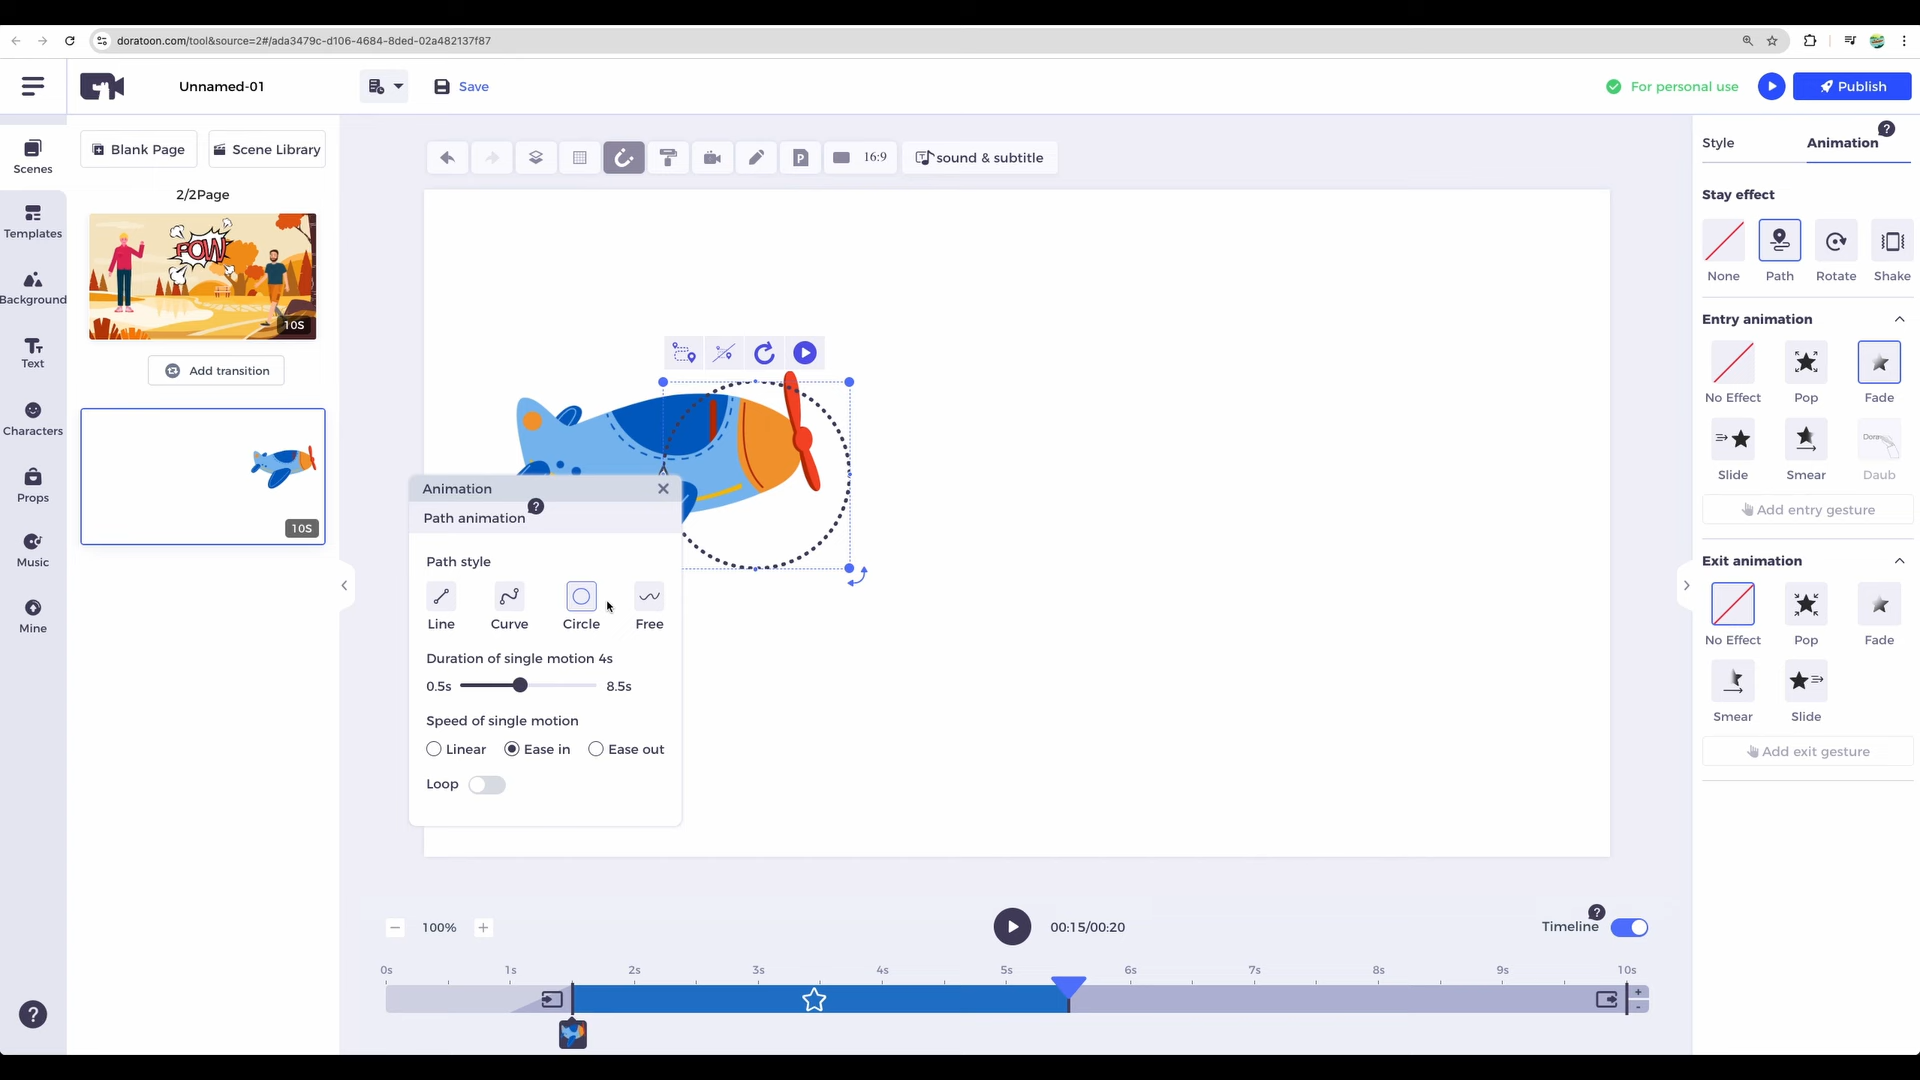 doratoon.com/tool&source=2#/ada3479c-d106-4684-8ded-02a482137f87
Unnamed-01
Save
For personal use
Publish
Scenes
Templates
Background
Text
Characters
Props
Music
Mine
Blank Page
Scene Library
2/2Page
POW
10S
Add transition
10S
16:9
sound & subtitle
Animation
Path animation
Path style
Line
Curve
Circle
Free
Duration of single motion 4s
0.5s
8.5s
Speed of single motion
Linear
Ease in
Ease out
Loop
100%
00:15/00:20
Timeline
0s 1s 2s 3s 4s 5s 6s 7s 8s 9s 10s
Style
Animation
Stay effect
None
Path
Rotate
Shake
Entry animation
No Effect
Pop
Fade
Slide
Smear
Dora
Daub
Add entry gesture
Exit animation
No Effect
Pop
Fade
Smear
Slide
Add exit gesture